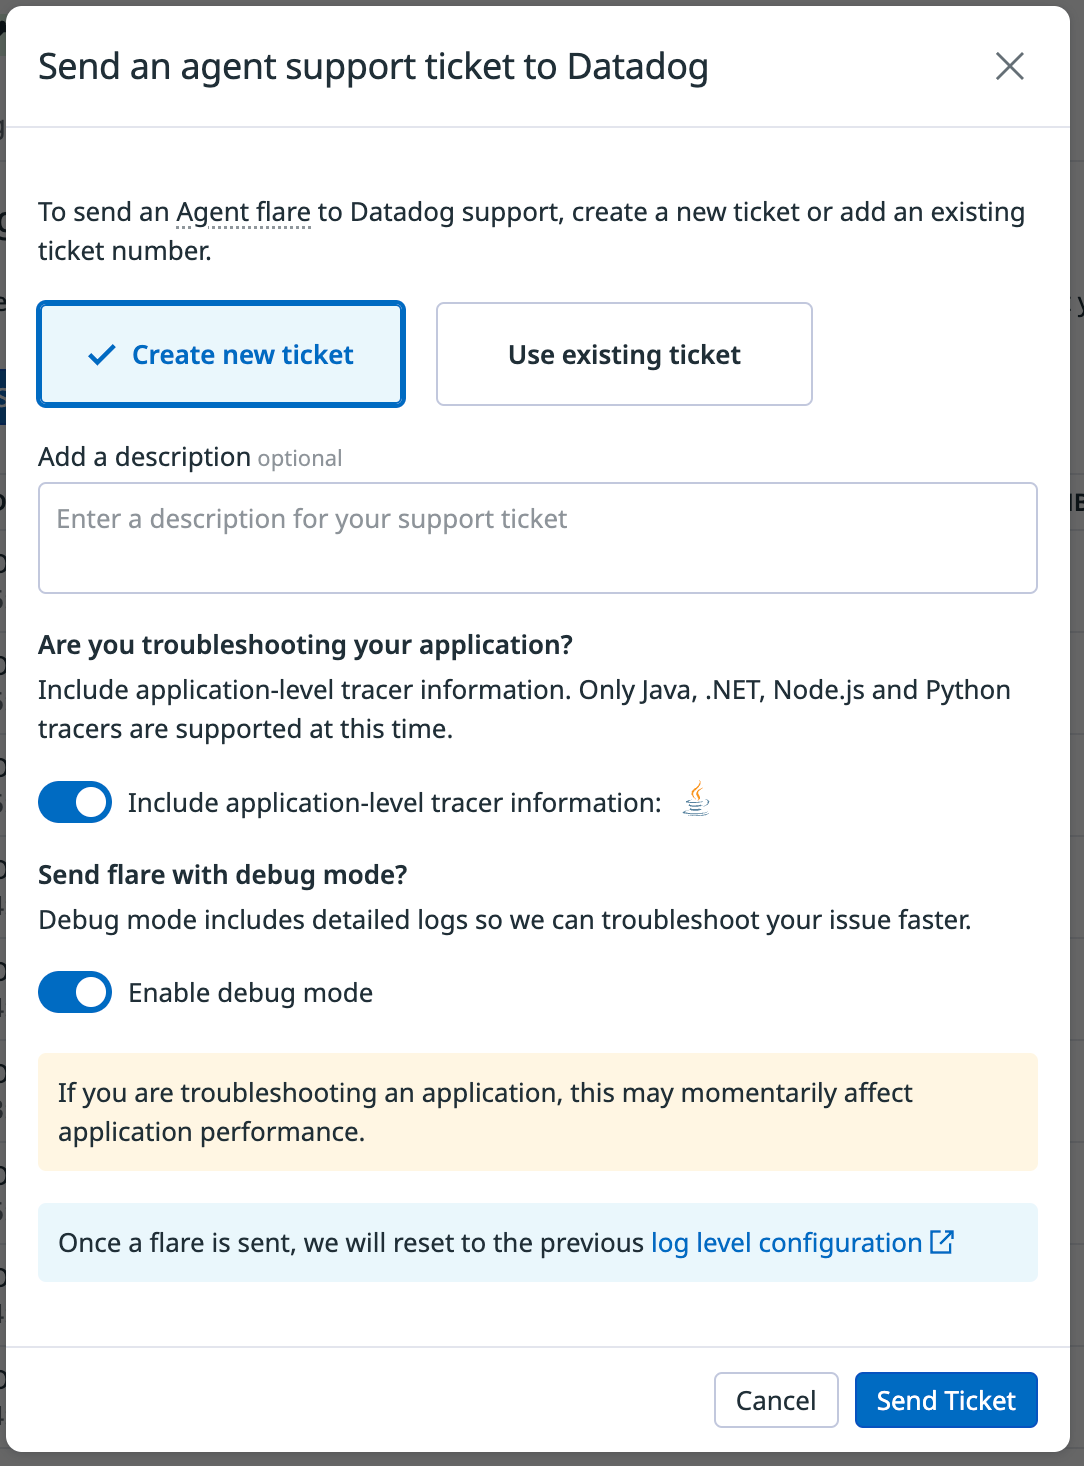 Send an agent support ticket to Datadog
To send an Agent flare to Datadog support, create a new ticket or add an existing
ticket number.
Create new ticket
Use existing ticket
Add a description optional
Enter a description for your support ticket
Are you troubleshooting your application?
Include application-level tracer information. Only Java, .NET, Node.js and Python
tracers are supported at this time.
Include application-level tracer information:
Send flare with debug mode?
Debug mode includes detailed logs so we can troubleshoot your issue faster.
Enable debug mode
If you are troubleshooting an application, this may momentarily affect
application performance.
Once a flare is sent, we will reset to the previous log level configuration
Cancel
Send Ticket